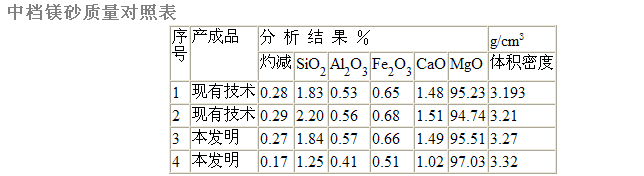 中档镁砂质量对照表
序号 产成品 分 析 结 果 % g/cm³
灼减 SiO₂ Al₂O₃ Fe₂O₃ CaO MgO 体积密度
1 现有技术 0.28 1.83 0.53 0.65 1.48 95.23 3.193
2 现有技术 0.29 2.20 0.56 0.68 1.51 94.74 3.21
3 本发明 0.27 1.84 0.57 0.66 1.49 95.51 3.27
4 本发明 0.17 1.25 0.41 0.51 1.02 97.03 3.32